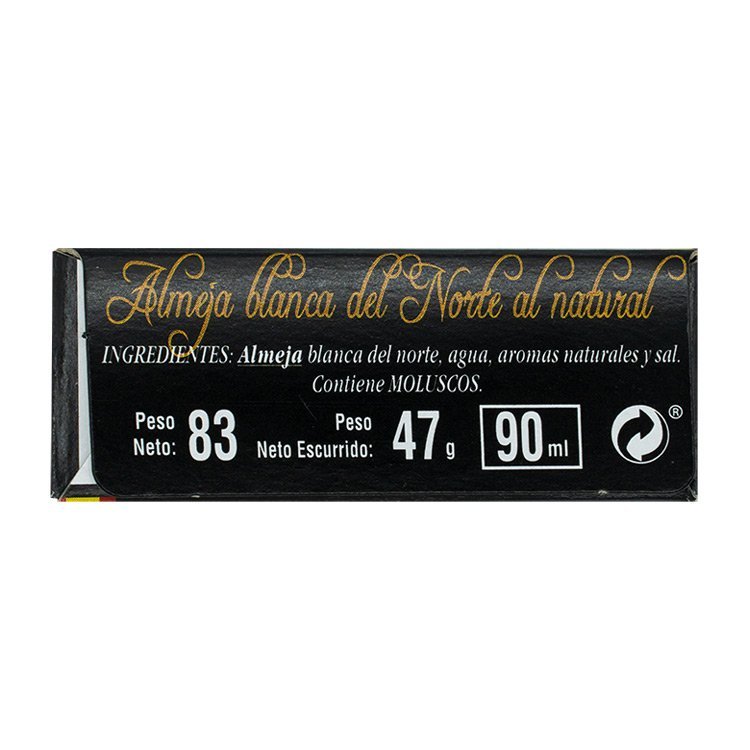 Almeja blanca del Norte al natural
INGREDIENTES: Almeja blanca del norte, agua, aromas naturales y sal.
Contiene MOLUSCOS.
Peso Neto: 83 Peso Neto Escurrido: 47 g 90 ml ®